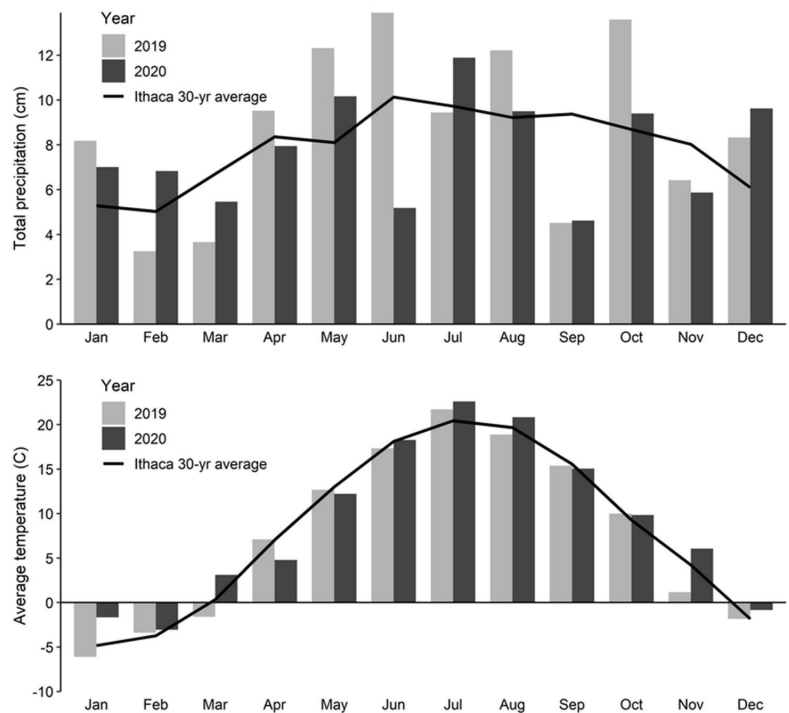 Year
2019
2020
Ithaca 30-yr average
Total precipitation (cm)
12
10
8
6
4
2
0
Jan Feb Mar Apr May Jun Jul Aug Sep Oct Nov Dec
Year
2019
2020
Ithaca 30-yr average
Average temperature (C)
25
20
15
10
5
0
-5
-10
Jan Feb Mar Apr May Jun Jul Aug Sep Oct Nov Dec